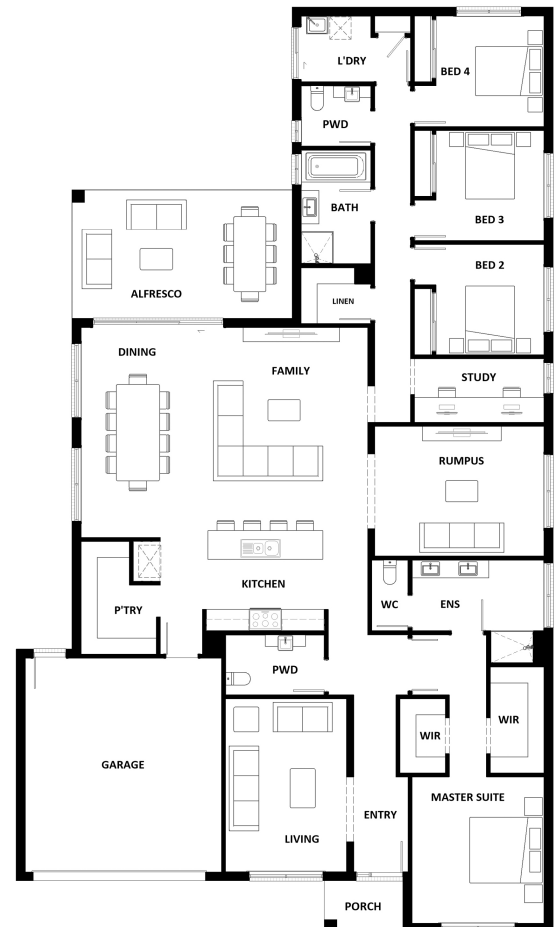 L'DRY
BED 4
PWD
BATH
BED 3
BED 2
LINEN
ALFRESCO
DINING
FAMILY
STUDY
RUMPUS
KITCHEN
P'TRY
WC
ENS
PWD
WIR
WIR
GARAGE
MASTER SUITE
ENTRY
LIVING
PORCH